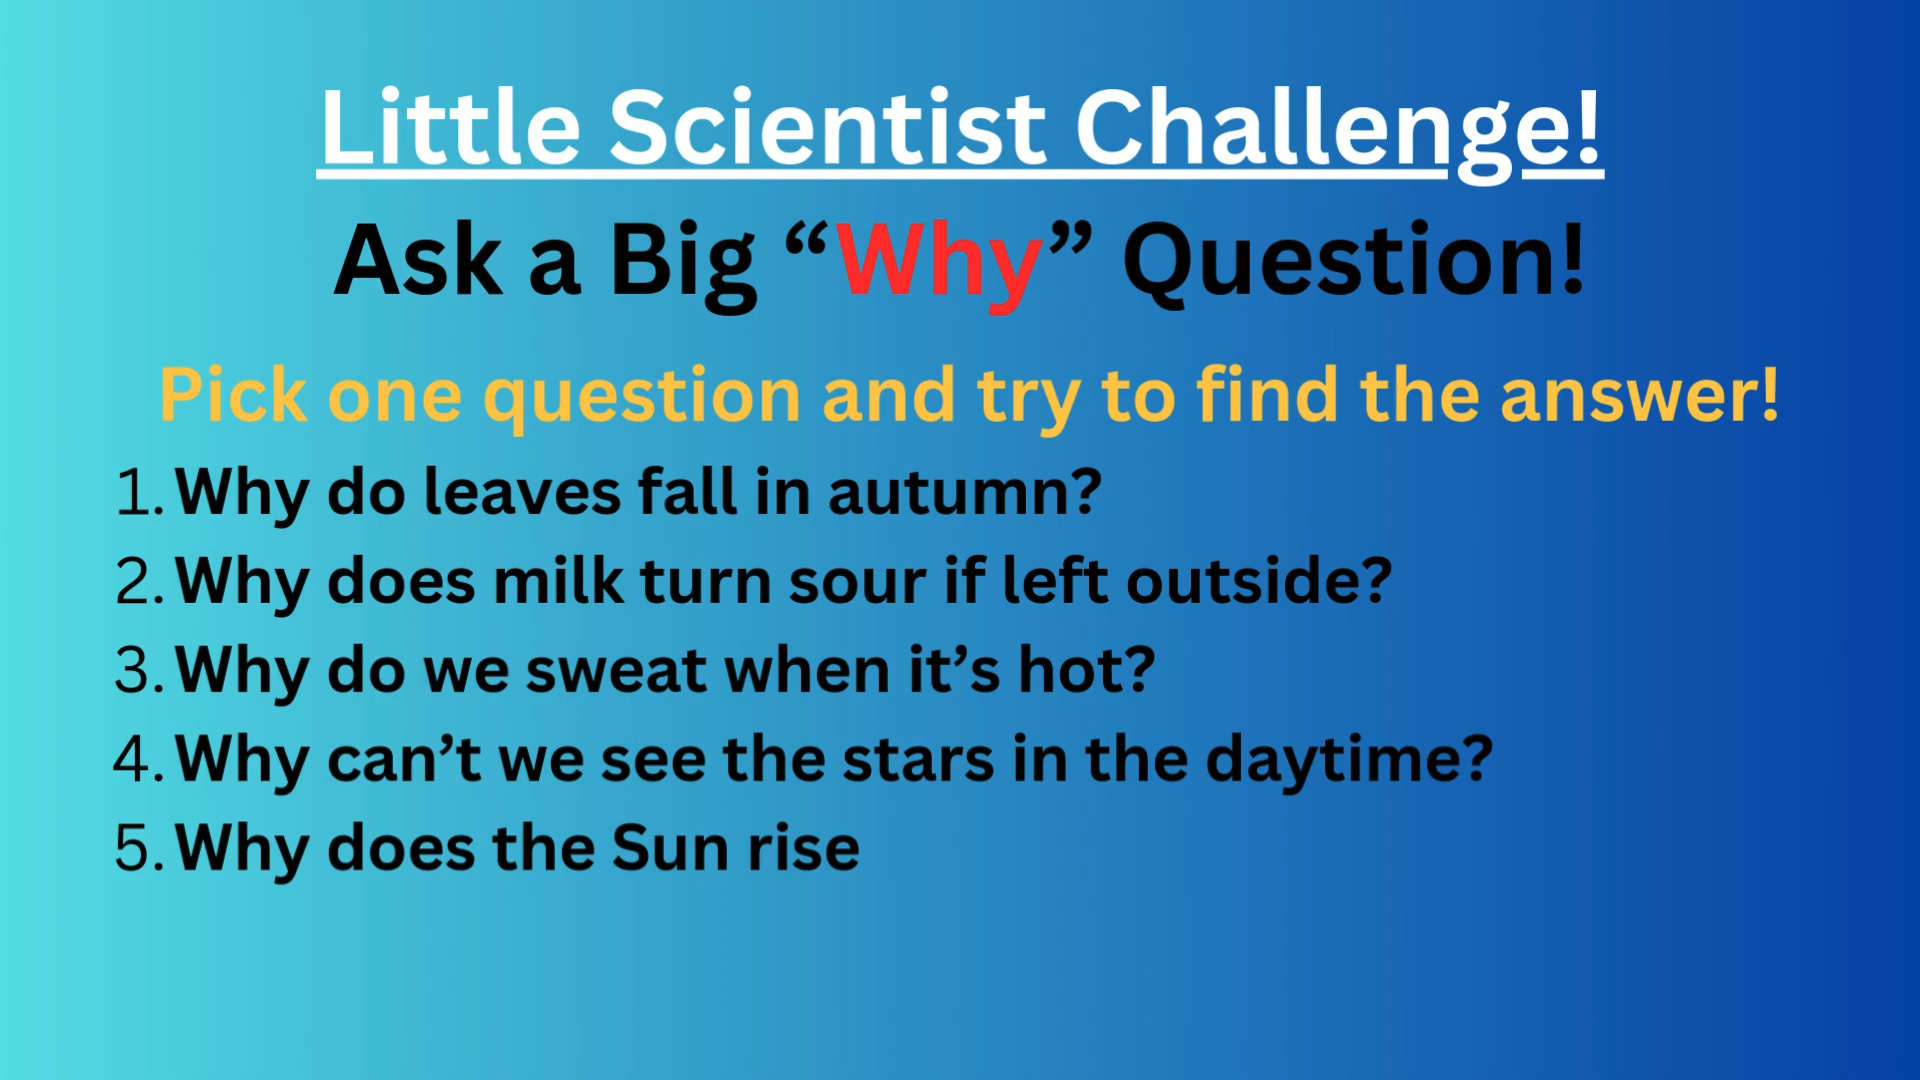 Little Scientist Challenge!
Ask a Big “Why” Question!
Pick one question and try to find the answer!
1. Why do leaves fall in autumn?
2. Why does milk turn sour if left outside?
3. Why do we sweat when it’s hot?
4. Why can’t we see the stars in the daytime?
5. Why does the Sun rise